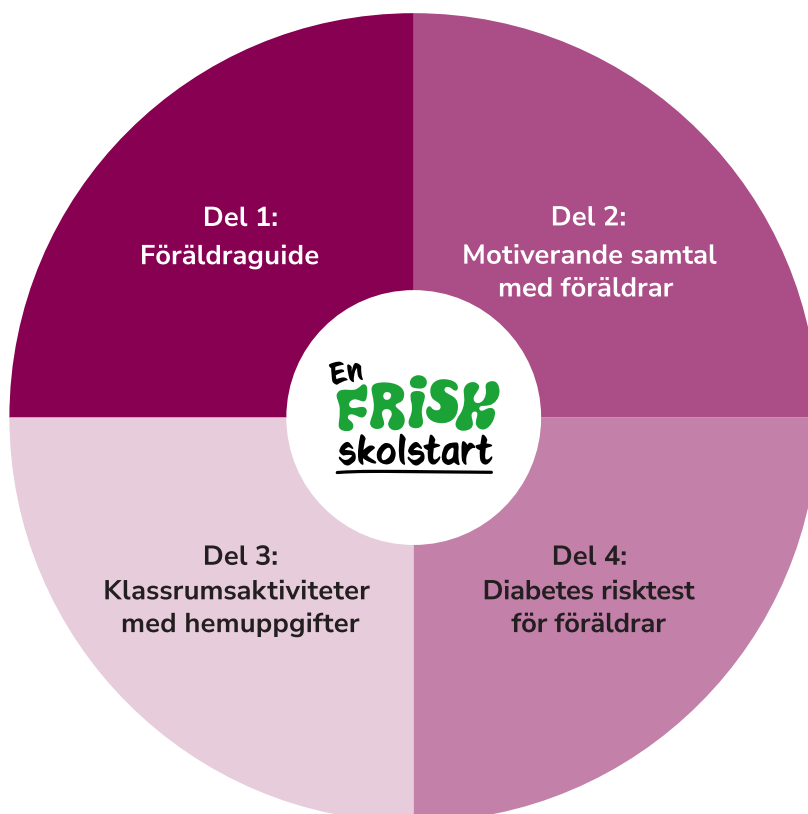 Del 1:
Föräldraguide
Del 2:
Motiverande samtal
med föräldrar
En
FRiSK
skolstart
Del 3:
Klassrumsaktiviteter
med hemuppgifter
Del 4:
Diabetes risktest
för föräldrar